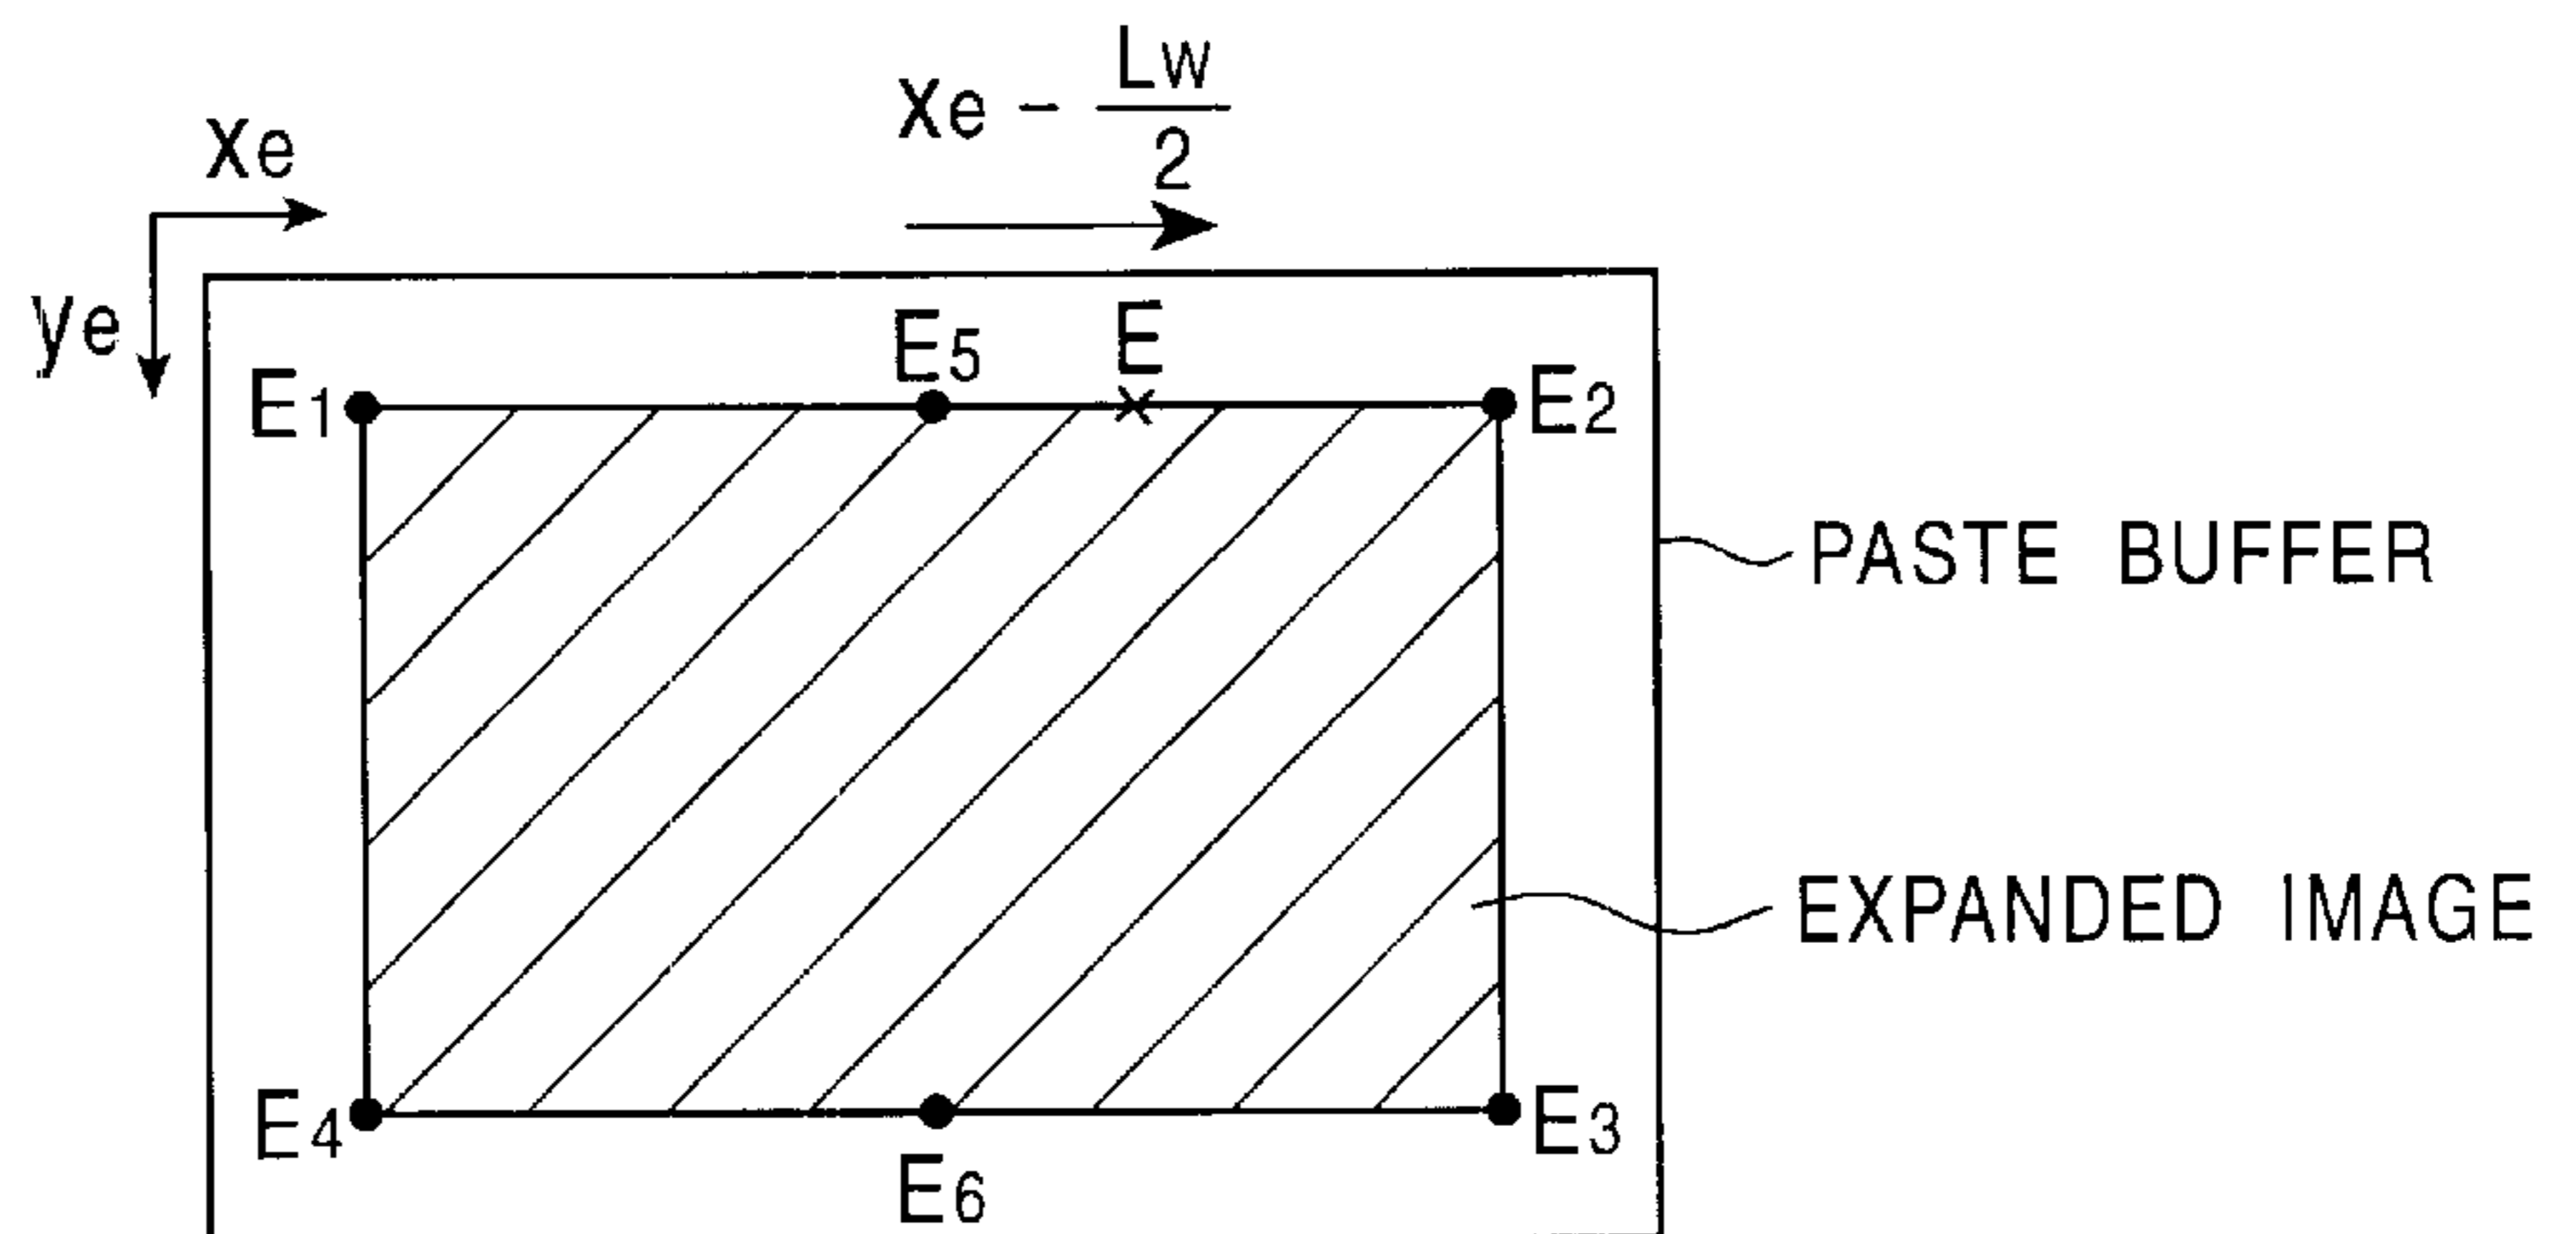 Xe
Xe - Lw/2
ye
E5
E
E1
E2
PASTE BUFFER
EXPANDED IMAGE
E4
E3
E6